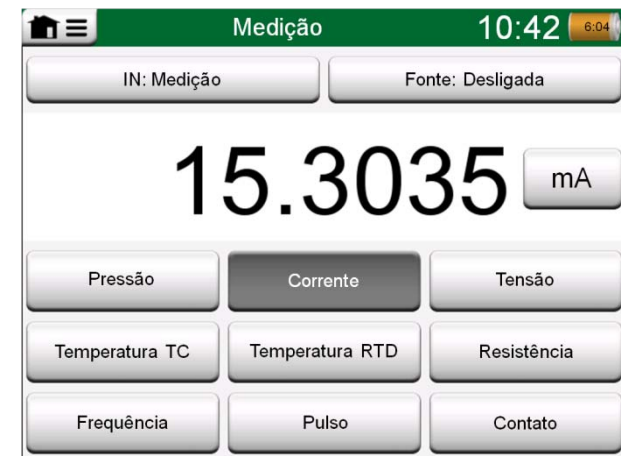 Medição 10:42 6:04
IN: Medição Fonte: Desligada
15.3035 mA
Pressão Corrente Tensão
Temperatura TC Temperatura RTD Resistência
Frequência Pulso Contato